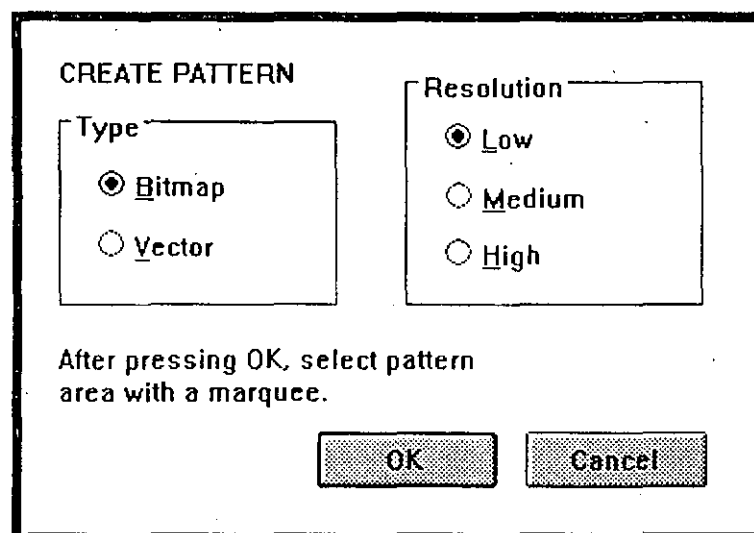 CREATE PATTERN
Type
Bitmap
Vector
Resolution
Low
Medium
High
After pressing OK, select pattern
area with a marquee.
OK
Cancel